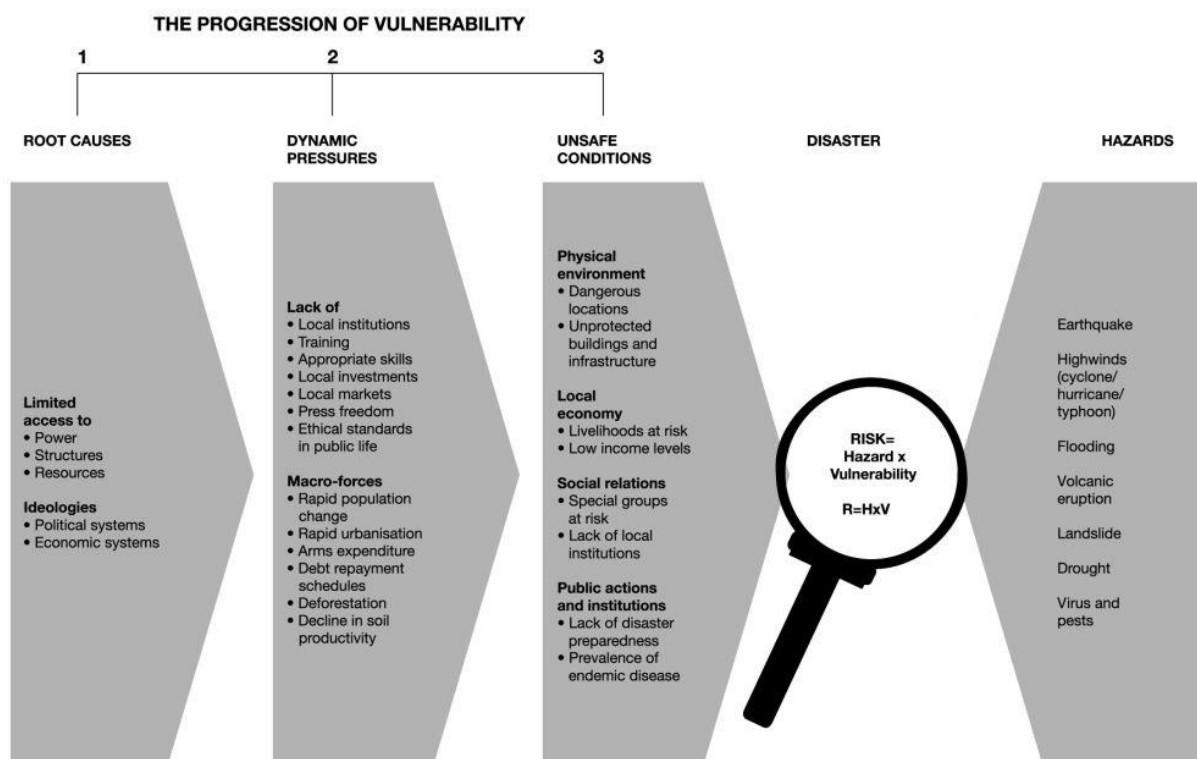 THE PROGRESSION OF VULNERABILITY
1
2
3
ROOT CAUSES
DYNAMIC
PRESSURES
UNSAFE
CONDITIONS
DISASTER
HAZARDS
Limited
access to
• Power
• Structures
• Resources
Ideologies
• Political systems
• Economic systems
Lack of
• Local institutions
• Training
• Appropriate skills
• Local investments
• Local markets
• Press freedom
• Ethical standards
in public life
Macro-forces
• Rapid population
change
• Rapid urbanisation
• Arms expenditure
• Debt repayment
schedules
• Deforestation
• Decline in soil
productivity
Physical
environment
• Dangerous
locations
• Unprotected
buildings and
infrastructure
Local
economy
• Livelihoods at risk
• Low income levels
Social relations
• Special groups
at risk
• Lack of local
institutions
Public actions
and institutions
• Lack of disaster
preparedness
• Prevalence of
endemic disease
RISK=
Hazard x
Vulnerability
R=HxV
Earthquake
Highwinds
(cyclone/
hurricane/
typhoon)
Flooding
Volcanic
eruption
Landslide
Drought
Virus and
pests